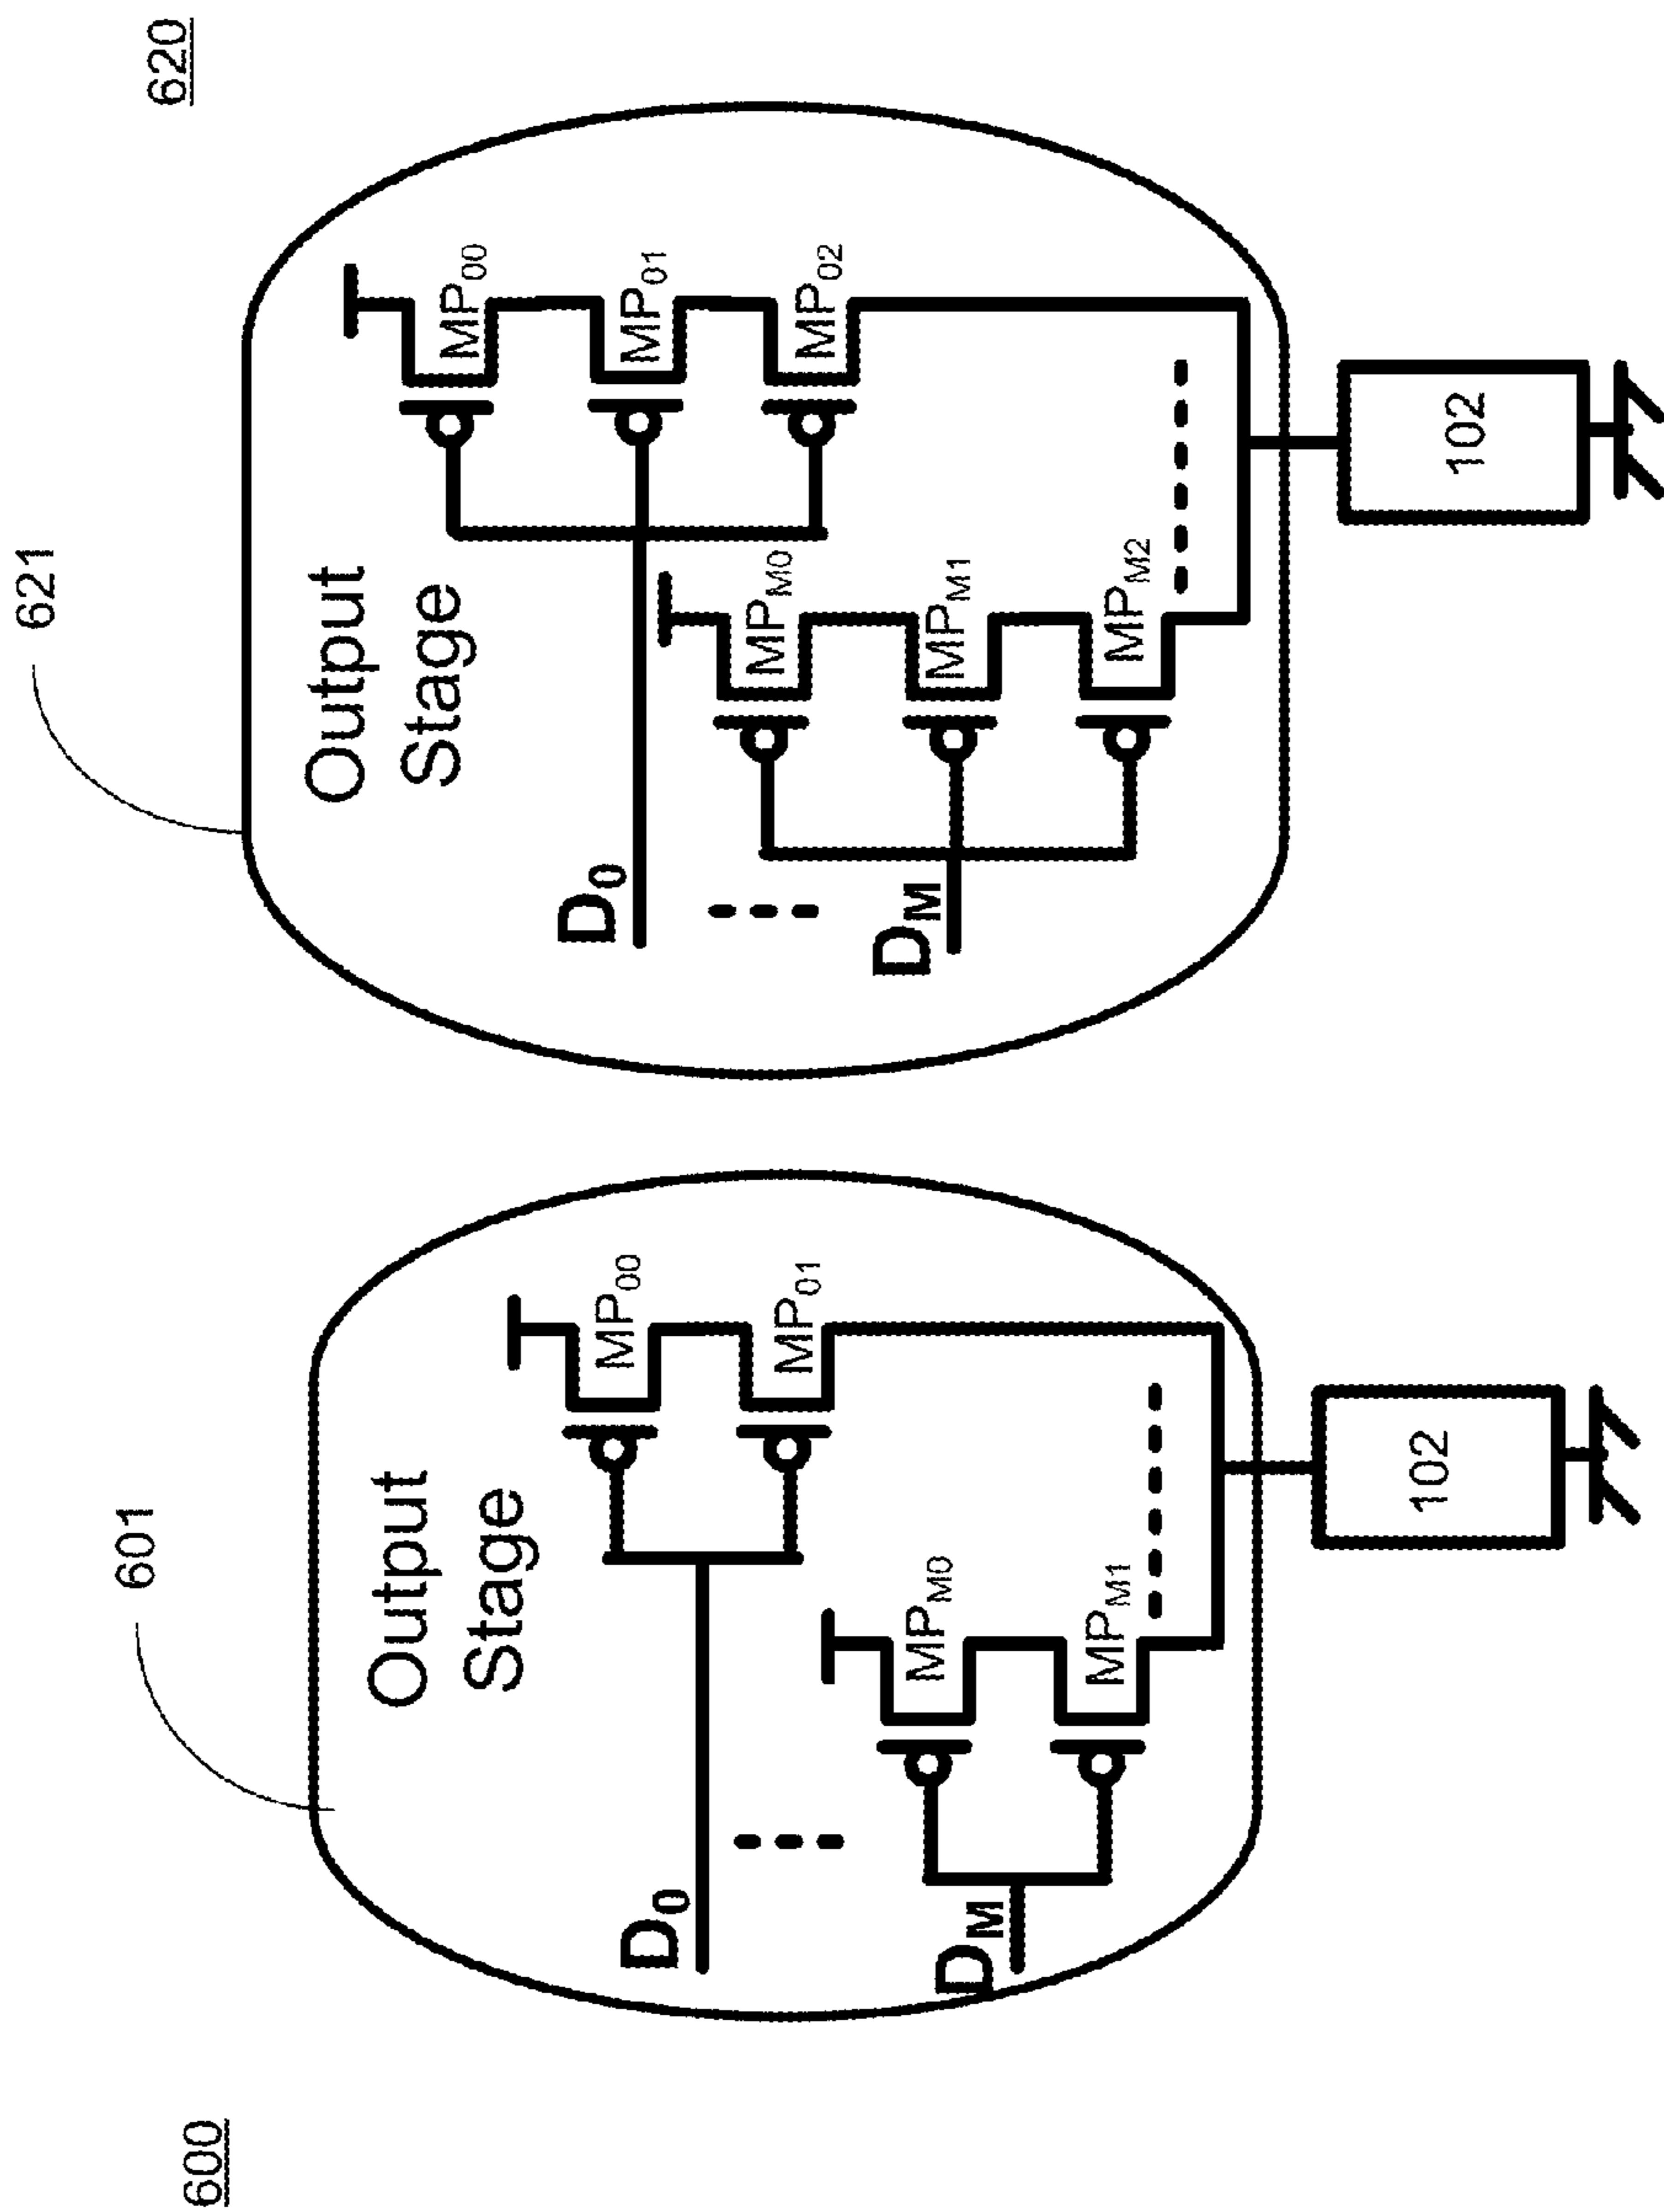 600
601
Output
Stage
D0
DM
MP00
MP01
MPM0
MPM1
102
620
621
Output
Stage
D0
DM
MP00
MP01
MP02
MPM0
MPM1
MPM2
102